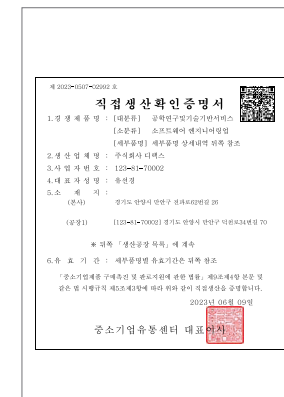 제 2023-0507-02992 호
직접생산확인증명서
1.경쟁제품명 : [대분류] 공학연구및기술기반서비스
[소분류] 소프트웨어 엔지니어링업
[세부품명] 세부품명 상세내역 뒤쪽 참조
2.생산업체명 : 주식회사 디맥스
3.사업자번호 : 123-81-70002
4.대표자성명 : 유선경
5.소재지 :
(본사) 경기도 안양시 만안구 전파로62번길 26
(공장1) [123-81-70002] 경기도 안양시 만안구 덕천로34번길 70
※ 뒤쪽 「생산공장 목록」에 계속
6.유효기간 : 세부품명별 유효기간은 뒤쪽 참조
「중소기업제품 구매촉진 및 판로지원에 관한 법률」 제9조제4항 본문 및
같은 법 시행규칙 제5조제3항에 따라 위와 같이 직접생산을 증명합니다.
2023년 06월 09일
중소기업유통센터 대표이사